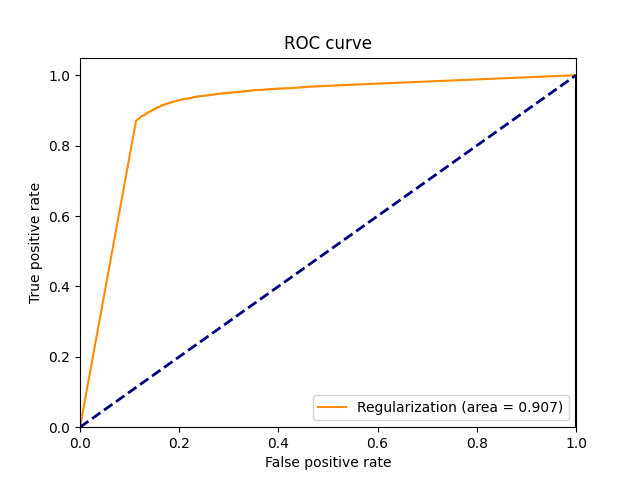 ROC curve
1.0
0.8
0.6
0.4
0.2
0.0
True positive rate
Regularization (area = 0.907)
0.0 0.2 0.4 0.6 0.8 1.0
False positive rate